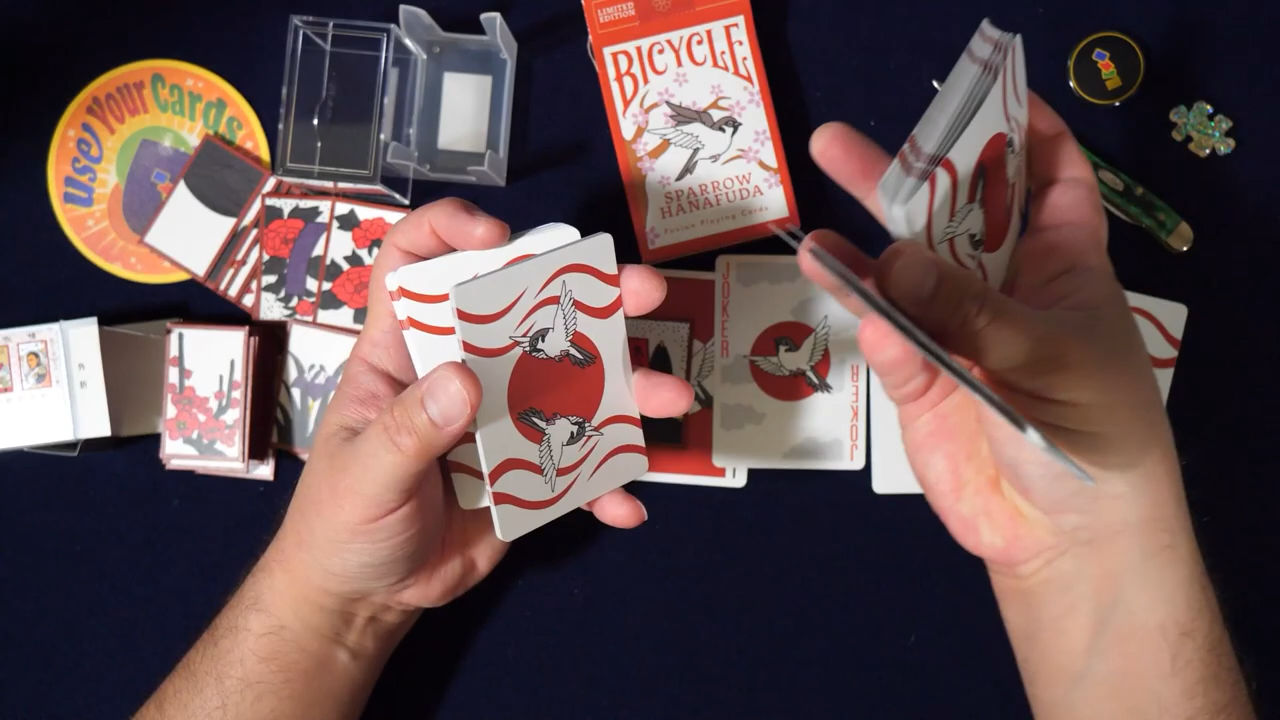 Use Your Cards
LIMITED
EDITION
BICYCLE
SPARROW
HANAFUDA
Fusion Playing Cards
JOKER
JOKER